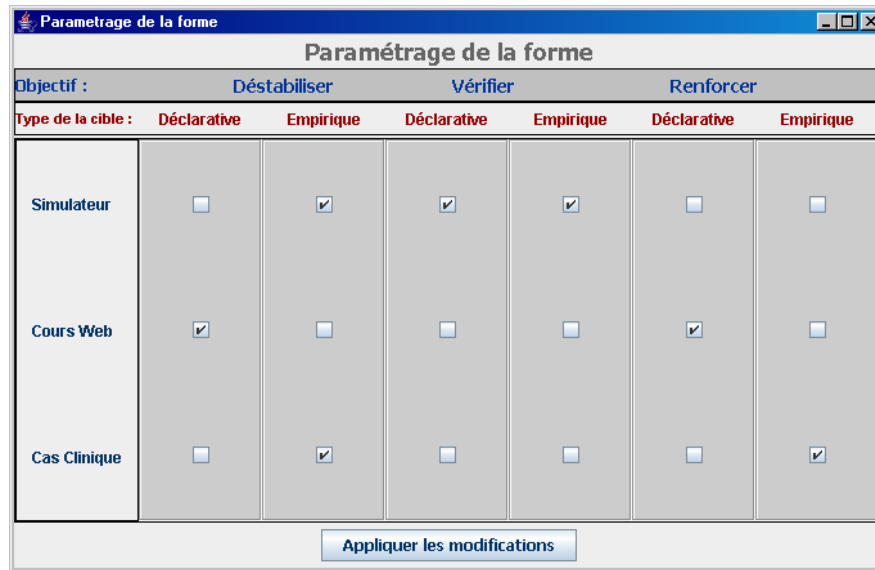 Parametrage de la forme
Paramétrage de la forme
Objectif : Déstabiliser Vérifier Renforcer
Type de la cible : Déclarative Empirique Déclarative Empirique Déclarative Empirique
Simulateur
Cours Web
Cas Clinique
Appliquer les modifications